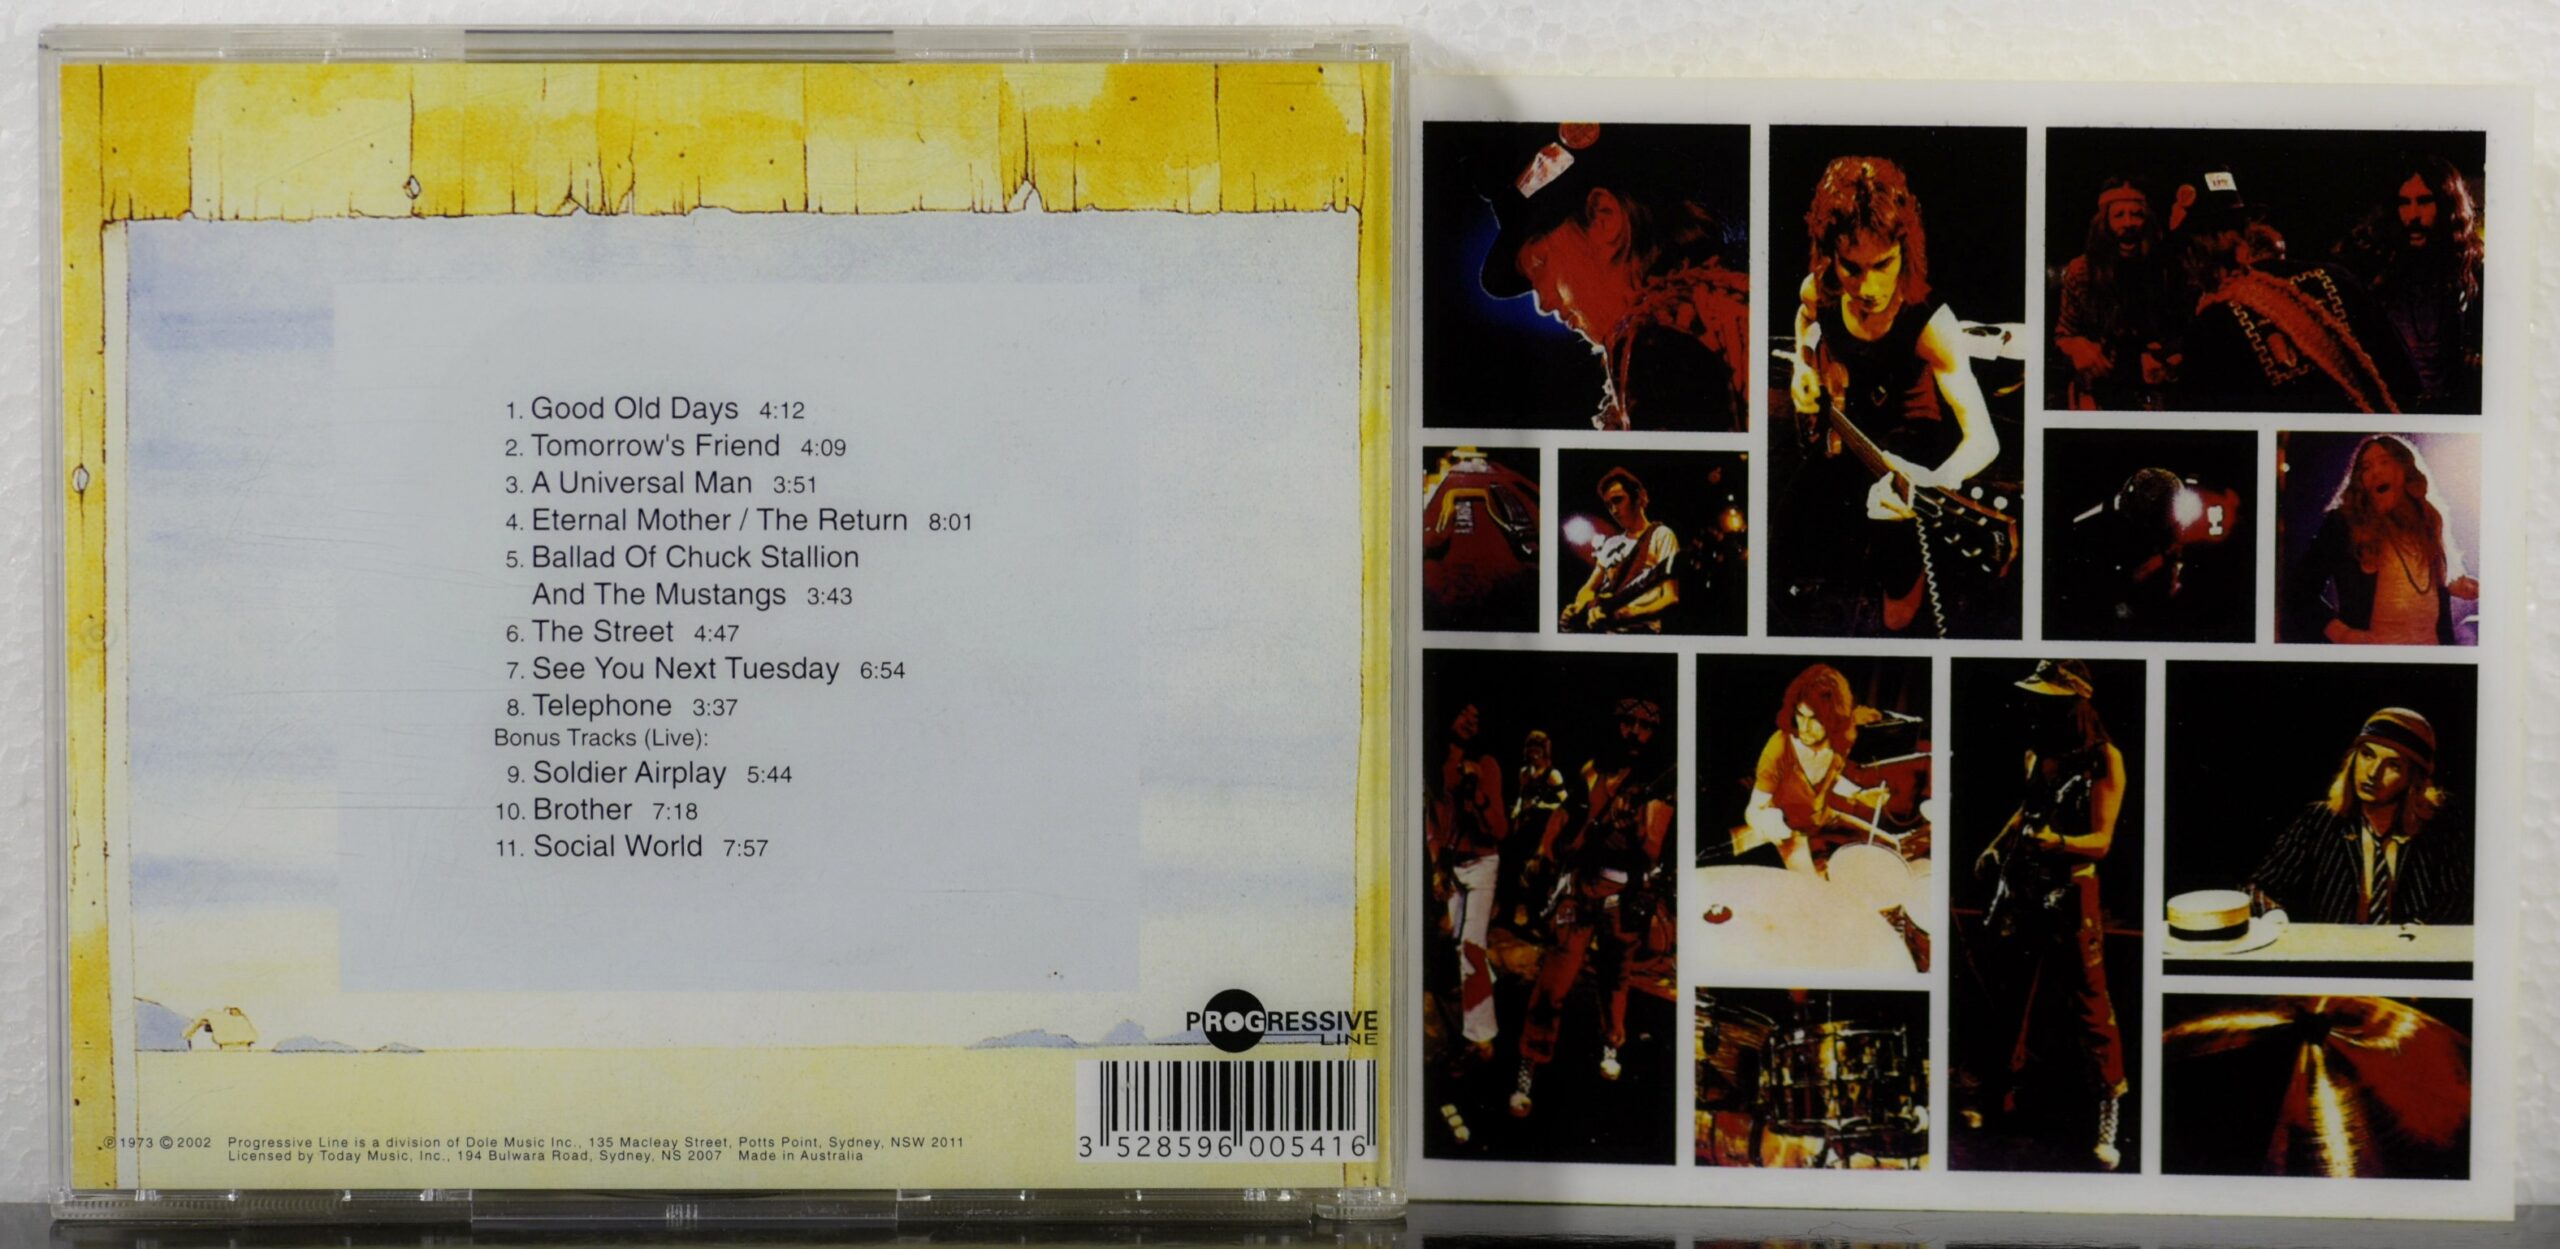 1. Good Old Days 4:12
2. Tomorrow's Friend 4:09
3. A Universal Man 3:51
4. Eternal Mother / The Return 8:01
5. Ballad Of Chuck Stallion
And The Mustangs 3:43
6. The Street 4:47
7. See You Next Tuesday 6:54
8. Telephone 3:37
Bonus Tracks (Live):
9. Soldier Airplay 5:44
10. Brother 7:18
11. Social World 7:57
PROGRESSIVE
LINE
3 528596 005416
℗ 1973 © 2002 Progressive Line is a division of Dole Music Inc., 135 Macleay Street, Potts Point, Sydney, NSW 2011
Licensed by Today Music, Inc., 194 Bulwara Road, Sydney, NS 2007 Made in Australia